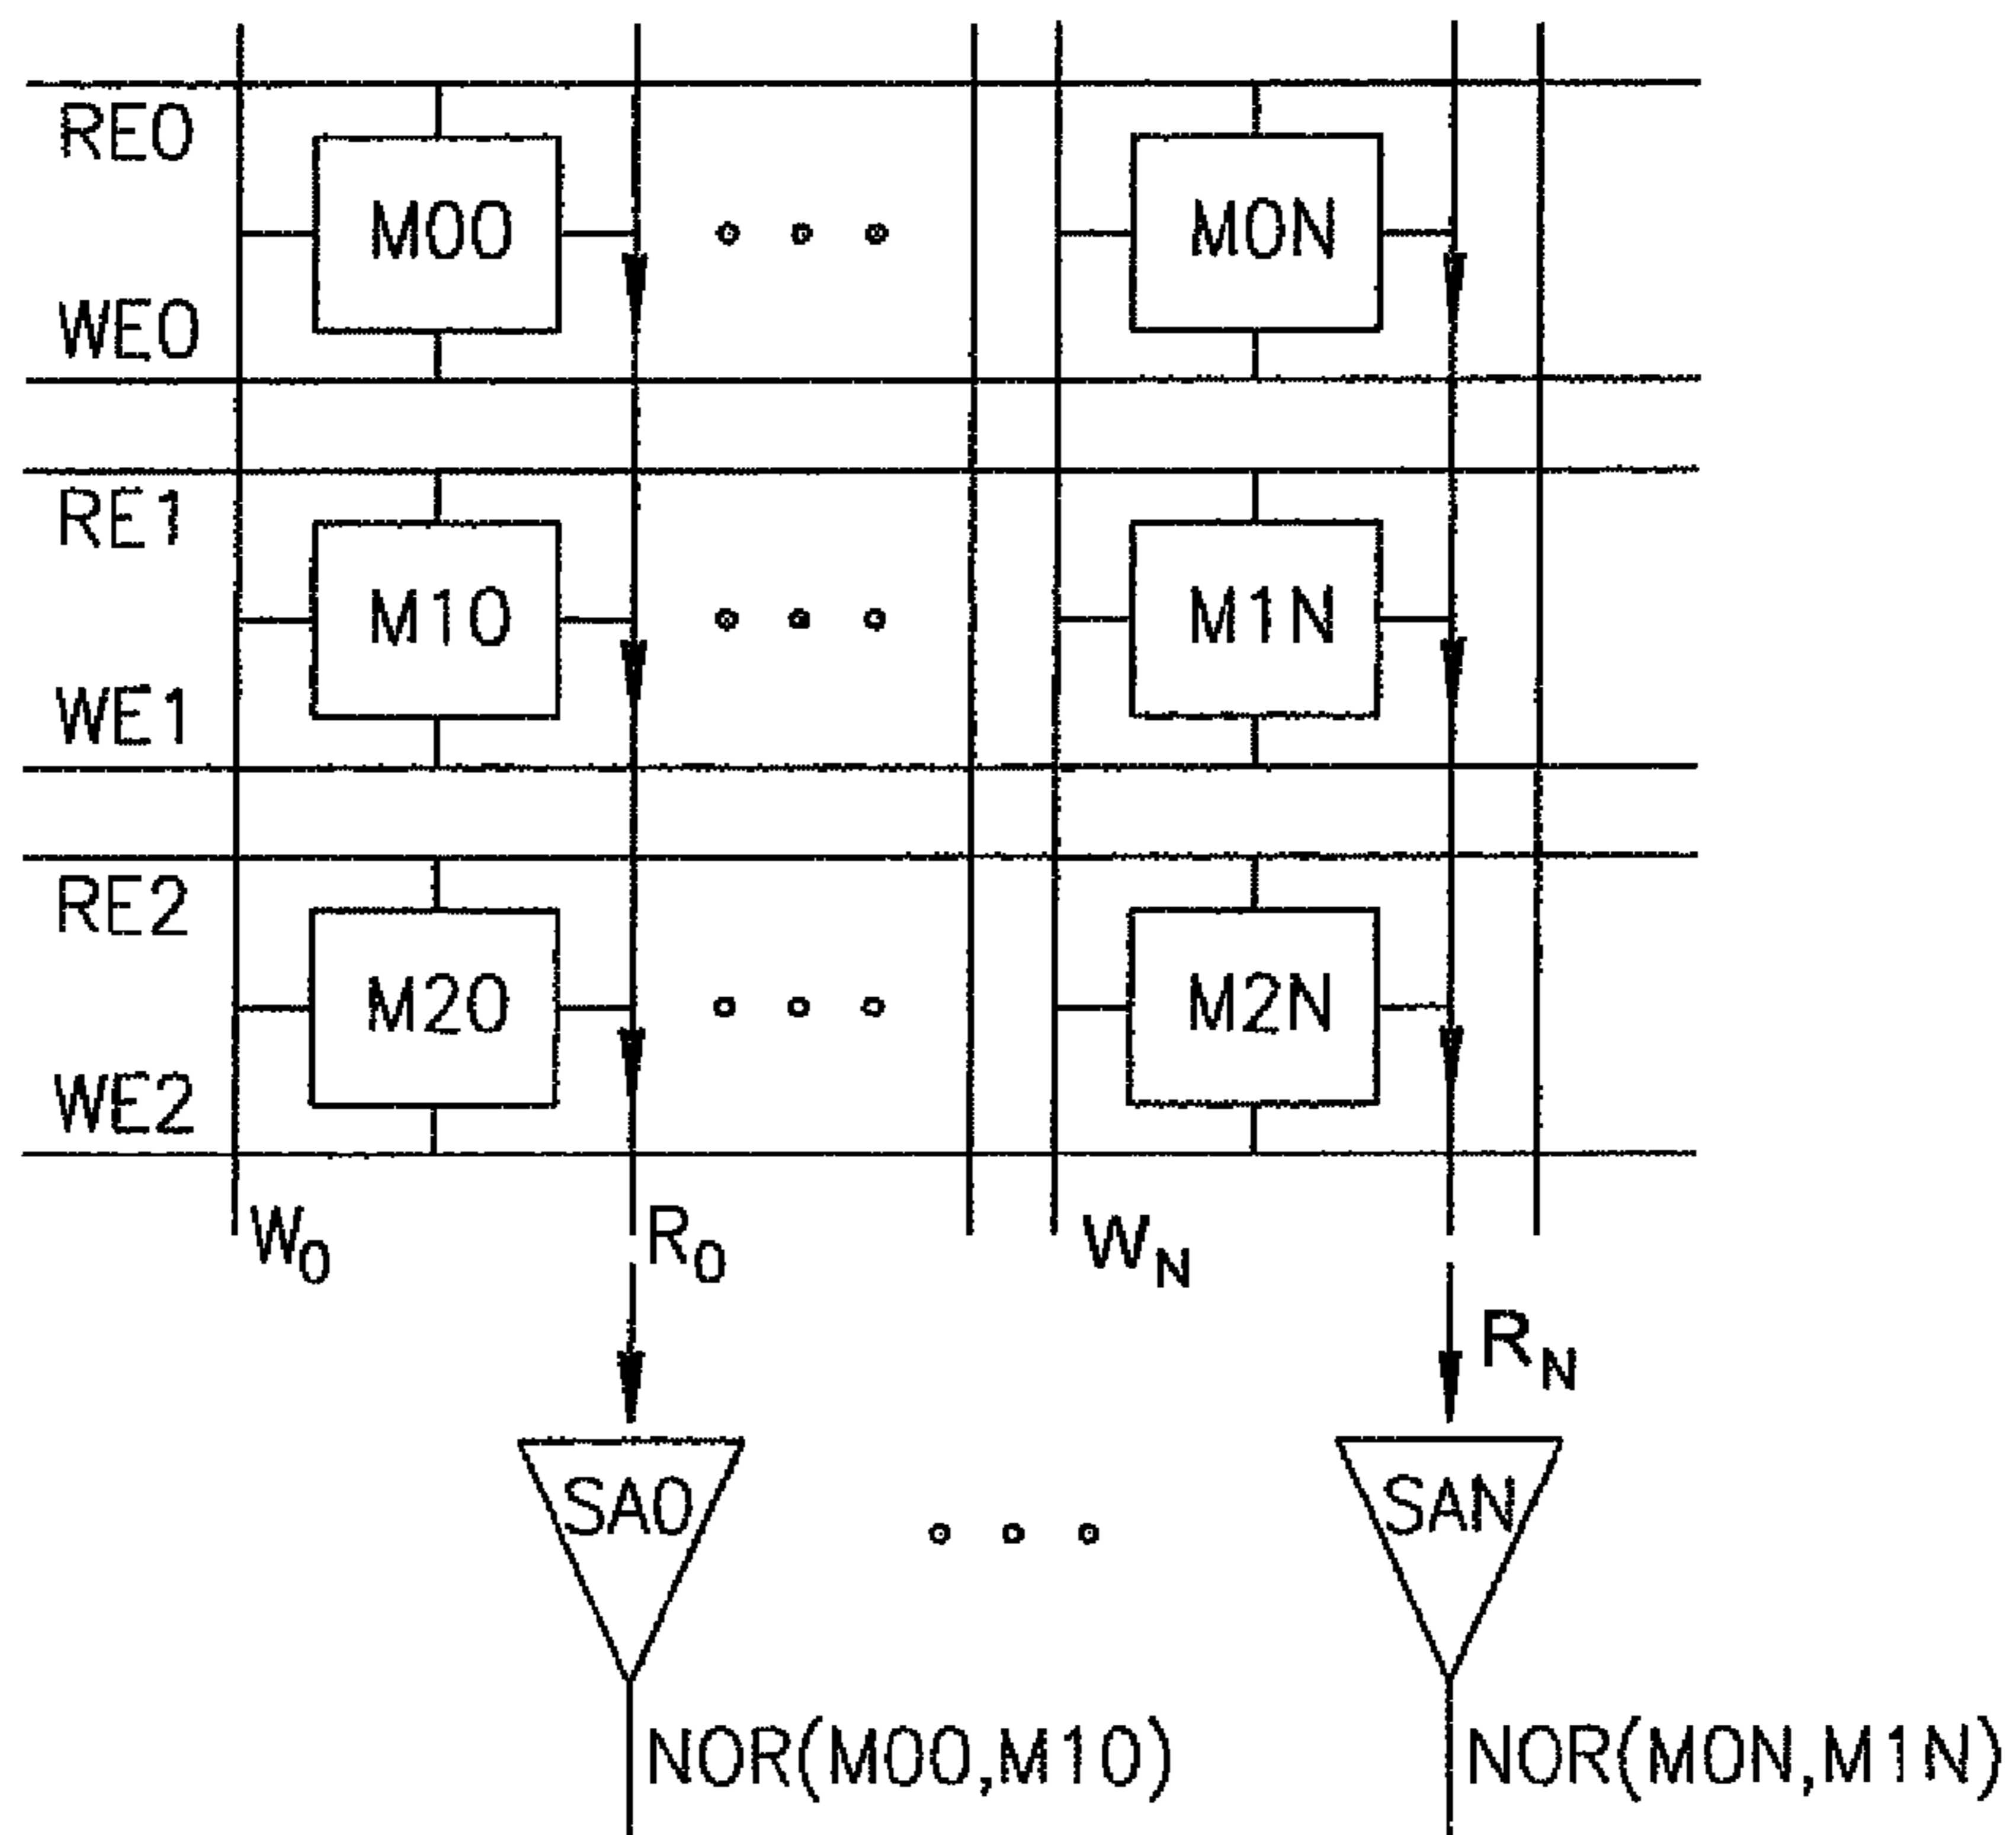 RE0
M00
M0N
WE0
RE1
M10
M1N
WE1
RE2
M20
M2N
WE2
W0
R0
WN
RN
SA0
SAN
NOR(M00,M10)
NOR(M0N,M1N)